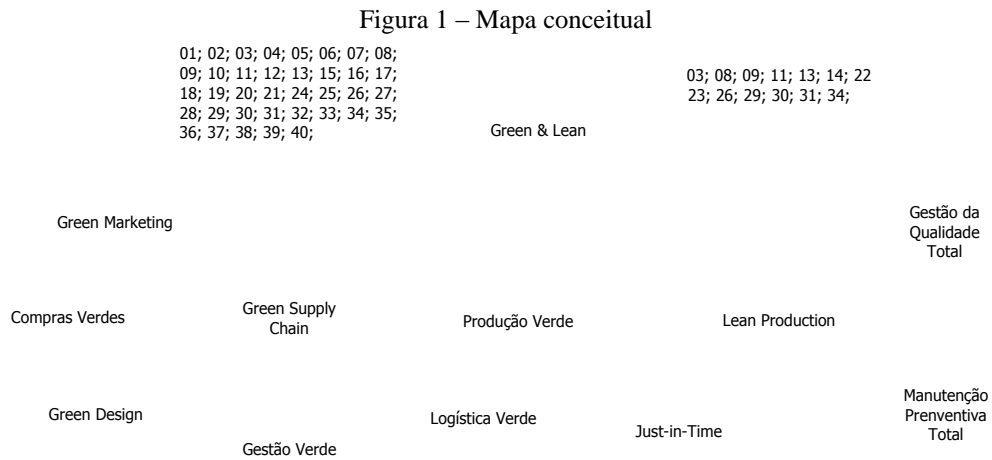 Figura 1 – Mapa conceitual
01; 02; 03; 04; 05; 06; 07; 08;
09; 10; 11; 12; 13; 15; 16; 17;
18; 19; 20; 21; 24; 25; 26; 27;
28; 29; 30; 31; 32; 33; 34; 35;
36; 37; 38; 39; 40;
03; 08; 09; 11; 13; 14; 22
23; 26; 29; 30; 31; 34;
Green & Lean
Green Marketing
Gestão da
Qualidade
Total
Compras Verdes
Green Supply
Chain
Produção Verde
Lean Production
Green Design
Gestão Verde
Logística Verde
Just-in-Time
Manutenção
Prenventiva
Total